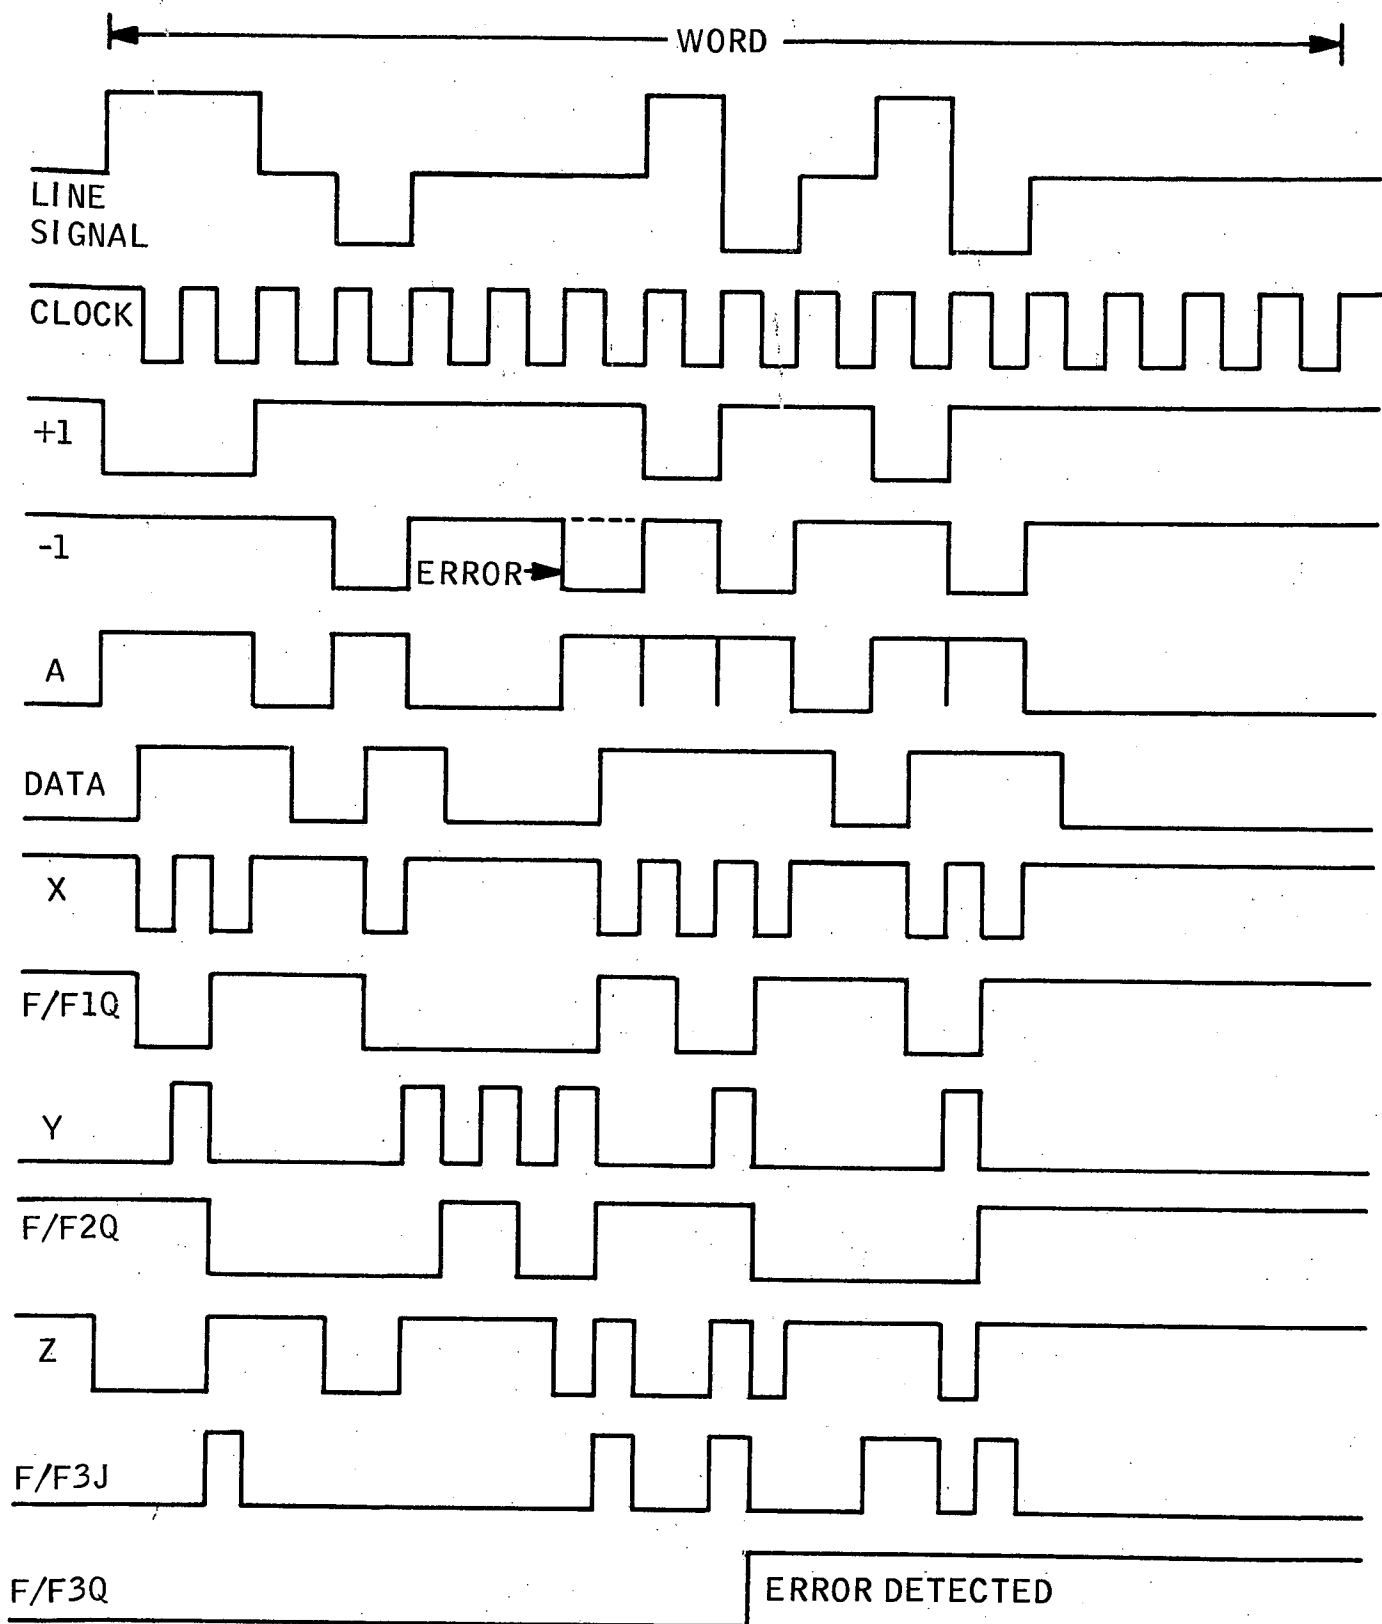 WORD
LINE
SIGNAL
CLOCK
+1
-1
ERROR
A
DATA
X
F/F1Q
Y
F/F2Q
Z
F/F3J
F/F3Q
ERROR DETECTED